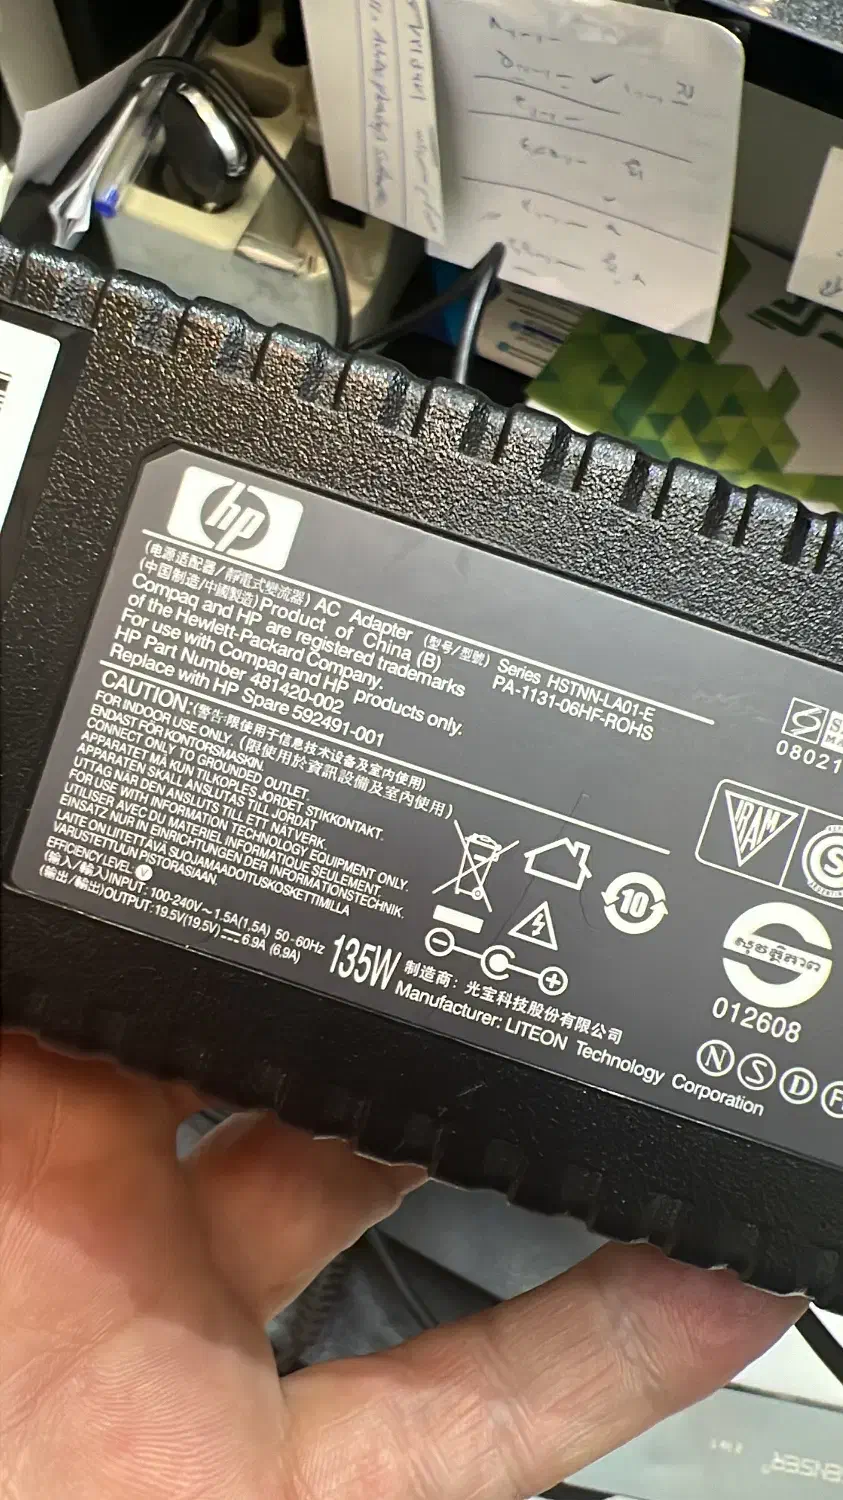 hp
(电源适配器/靜電式變流器) AC Adapter (型号/型號) Series HSTNN-LA01-E
(中国制造/中國製造) Product of China (B) PA-1131-06HF-ROHS
Compaq and HP are registered trademarks
of the Hewlett-Packard Company.
For use with Compaq and HP products only.
HP Part Number 481420-002
Replace with HP Spare 592491-001
CAUTION:(警告:限使用于信息技术设备及室内使用)
FOR INDOOR USE ONLY. (限使用於資訊設備及室內使用)
ENDAST FÖR KONTORSMASKIN.
CONNECT ONLY TO GROUNDED OUTLET.
APPARATET MÅ KUN TILKOPLES JORDET STIKKONTAKT.
APPARATEN SKALL ANSLUTAS TILL JORDAT
UTTAG NÄR DEN ANSLUTS TILL ETT NÄTVERK.
FOR USE WITH INFORMATION TECHNOLOGY EQUIPMENT ONLY.
UTILISER AVEC DU MATERIEL INFORMATIQUE SEULEMENT.
EINSATZ NUR IN EINRICHTUNGEN DER INFORMATIONSTECHNIK.
LAITE ON LIITETTÄVÄ SUOJAMAADOITUSKOSKETTIMILLA
VARUSTETTUUN PISTORASIAAN.
EFFICIENCY LEVEL V
(输入/輸入)INPUT: 100-240V~1,5A(1,5A) 50-60Hz
(输出/輸出)OUTPUT:19.5V(19,5V)⎓6.9A (6,9A) 135W
制造商: 光宝科技股份有限公司
Manufacturer: LITEON Technology Corporation
10
08021
IRAM
S
012608
N S D